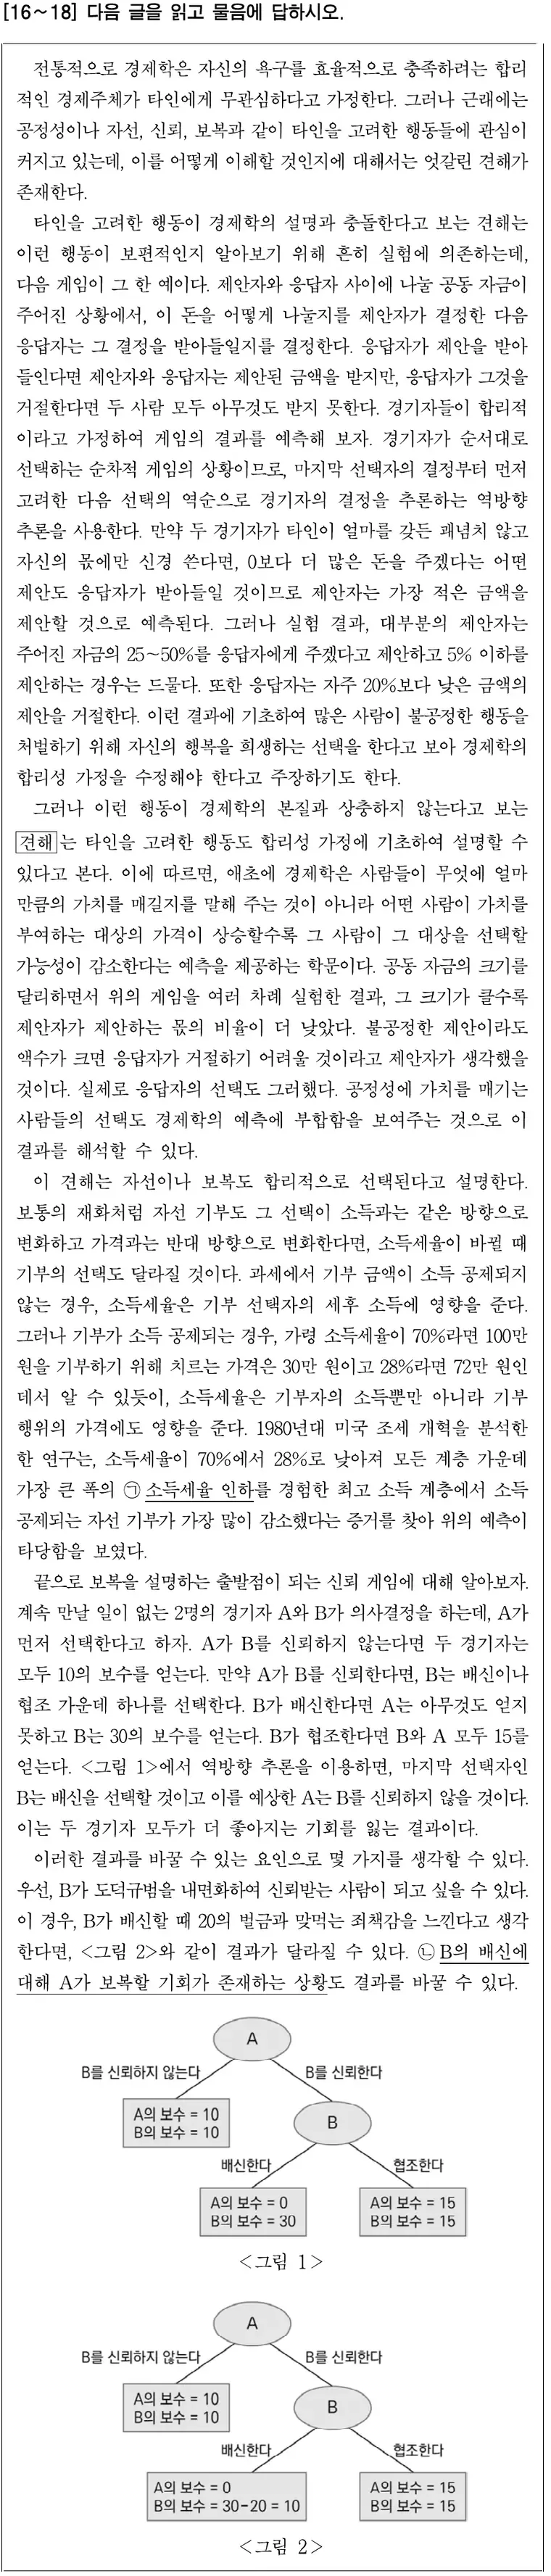 [16～18] 다음 글을 읽고 물음에 답하시오.
전통적으로 경제학은 자신의 욕구를 효율적으로 충족하려는 합리
적인 경제주체가 타인에게 무관심하다고 가정한다. 그러나 근래에는
공정성이나 자선, 신뢰, 보복과 같이 타인을 고려한 행동들에 관심이
커지고 있는데, 이를 어떻게 이해할 것인지에 대해서는 엇갈린 견해가
존재한다.
타인을 고려한 행동이 경제학의 설명과 충돌한다고 보는 견해는
이런 행동이 보편적인지 알아보기 위해 흔히 실험에 의존하는데,
다음 게임이 그 한 예이다. 제안자와 응답자 사이에 나눌 공동 자금이
주어진 상황에서, 이 돈을 어떻게 나눌지를 제안자가 결정한 다음
응답자는 그 결정을 받아들일지를 결정한다. 응답자가 제안을 받아
들인다면 제안자와 응답자는 제안된 금액을 받지만, 응답자가 그것을
거절한다면 두 사람 모두 아무것도 받지 못한다. 경기자들이 합리적
이라고 가정하여 게임의 결과를 예측해 보자. 경기자가 순서대로
선택하는 순차적 게임의 상황이므로, 마지막 선택자의 결정부터 먼저
고려한 다음 선택의 역순으로 경기자의 결정을 추론하는 역방향
추론을 사용한다. 만약 두 경기자가 타인이 얼마를 갖든 괘념치 않고
자신의 몫에만 신경 쓴다면, 0보다 더 많은 돈을 주겠다는 어떤
제안도 응답자가 받아들일 것이므로 제안자는 가장 적은 금액을
제안할 것으로 예측된다. 그러나 실험 결과, 대부분의 제안자는
주어진 자금의 25～50%를 응답자에게 주겠다고 제안하고 5% 이하를
제안하는 경우는 드물다. 또한 응답자는 자주 20%보다 낮은 금액의
제안을 거절한다. 이런 결과에 기초하여 많은 사람이 불공정한 행동을
처벌하기 위해 자신의 행복을 희생하는 선택을 한다고 보아 경제학의
합리성 가정을 수정해야 한다고 주장하기도 한다.
그러나 이런 행동이 경제학의 본질과 상충하지 않는다고 보는
견해는 타인을 고려한 행동도 합리성 가정에 기초하여 설명할 수
있다고 본다. 이에 따르면, 애초에 경제학은 사람들이 무엇에 얼마
만큼의 가치를 매길지를 말해 주는 것이 아니라 어떤 사람이 가치를
부여하는 대상의 가격이 상승할수록 그 사람이 그 대상을 선택할
가능성이 감소한다는 예측을 제공하는 학문이다. 공동 자금의 크기를
달리하면서 위의 게임을 여러 차례 실험한 결과, 그 크기가 클수록
제안자가 제안하는 몫의 비율이 더 낮았다. 불공정한 제안이라도
액수가 크면 응답자가 거절하기 어려울 것이라고 제안자가 생각했을
것이다. 실제로 응답자의 선택도 그러했다. 공정성에 가치를 매기는
사람들의 선택도 경제학의 예측에 부합함을 보여주는 것으로 이
결과를 해석할 수 있다.
이 견해는 자선이나 보복도 합리적으로 선택된다고 설명한다.
보통의 재화처럼 자선 기부도 그 선택이 소득과는 같은 방향으로
변화하고 가격과는 반대 방향으로 변화한다면, 소득세율이 바뀔 때
기부의 선택도 달라질 것이다. 과세에서 기부 금액이 소득 공제되지
않는 경우, 소득세율은 기부 선택자의 세후 소득에 영향을 준다.
그러나 기부가 소득 공제되는 경우, 가령 소득세율이 70%라면 100만
원을 기부하기 위해 치르는 가격은 30만 원이고 28%라면 72만 원인
데서 알 수 있듯이, 소득세율은 기부자의 소득뿐만 아니라 기부
행위의 가격에도 영향을 준다. 1980년대 미국 조세 개혁을 분석한
한 연구는, 소득세율이 70%에서 28%로 낮아져 모든 계층 가운데
가장 큰 폭의 ㉠ 소득세율 인하를 경험한 최고 소득 계층에서 소득
공제되는 자선 기부가 가장 많이 감소했다는 증거를 찾아 위의 예측이
타당함을 보였다.
끝으로 보복을 설명하는 출발점이 되는 신뢰 게임에 대해 알아보자.
계속 만날 일이 없는 2명의 경기자 A와 B가 의사결정을 하는데, A가
먼저 선택한다고 하자. A가 B를 신뢰하지 않는다면 두 경기자는
모두 10의 보수를 얻는다. 만약 A가 B를 신뢰한다면, B는 배신이나
협조 가운데 하나를 선택한다. B가 배신한다면 A는 아무것도 얻지
못하고 B는 30의 보수를 얻는다. B가 협조한다면 B와 A 모두 15를
얻는다. <그림 1>에서 역방향 추론을 이용하면, 마지막 선택자인
B는 배신을 선택할 것이고 이를 예상한 A는 B를 신뢰하지 않을 것이다.
이는 두 경기자 모두가 더 좋아지는 기회를 잃는 결과이다.
이러한 결과를 바꿀 수 있는 요인으로 몇 가지를 생각할 수 있다.
우선, B가 도덕규범을 내면화하여 신뢰받는 사람이 되고 싶을 수 있다.
이 경우, B가 배신할 때 20의 벌금과 맞먹는 죄책감을 느낀다고 생각
한다면, <그림 2>와 같이 결과가 달라질 수 있다. ㉡ B의 배신에
대해 A가 보복할 기회가 존재하는 상황도 결과를 바꿀 수 있다.
A
B를 신뢰하지 않는다 B를 신뢰한다
A의 보수 = 10
B의 보수 = 10
B
배신한다 협조한다
A의 보수 = 0 A의 보수 = 15
B의 보수 = 30 B의 보수 = 15
<그림 1>
A
B를 신뢰하지 않는다 B를 신뢰한다
A의 보수 = 10
B의 보수 = 10
B
배신한다 협조한다
A의 보수 = 0 A의 보수 = 15
B의 보수 = 30-20 = 10 B의 보수 = 15
<그림 2>